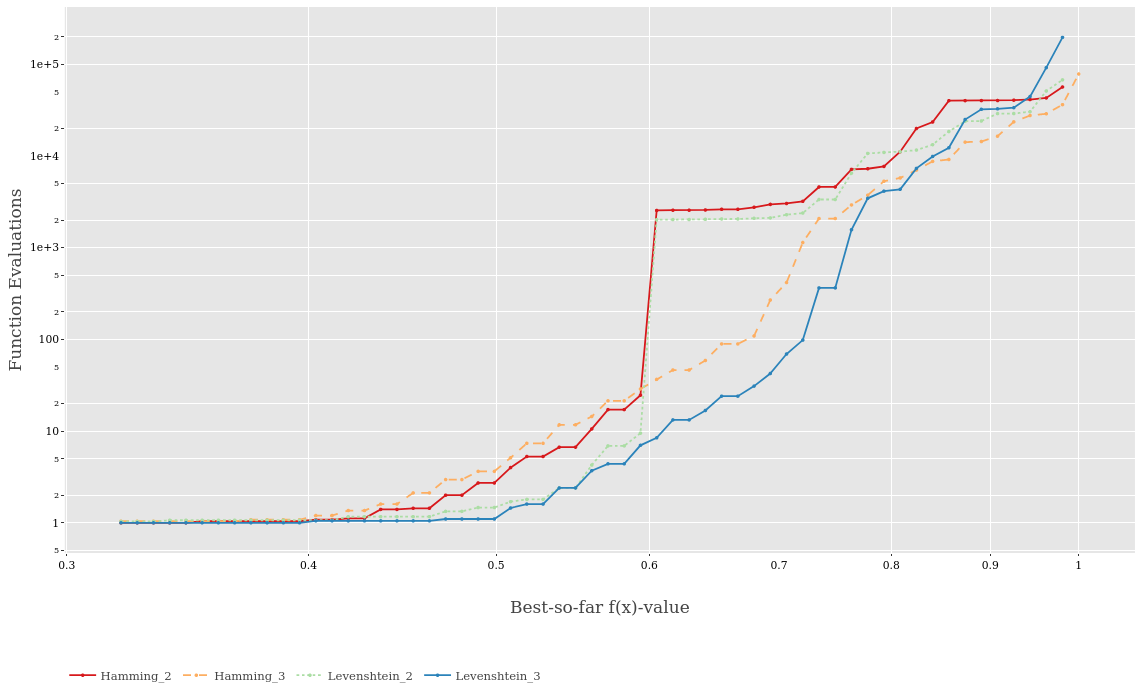 2
1e+5
5
2
1e+4
5
2
1e+3
5
2
100
5
2
10
5
2
1
5
Function Evaluations
0.3 0.4 0.5 0.6 0.7 0.8 0.9 1
Best-so-far f(x)-value
Hamming_2 Hamming_3 Levenshtein_2 Levenshtein_3